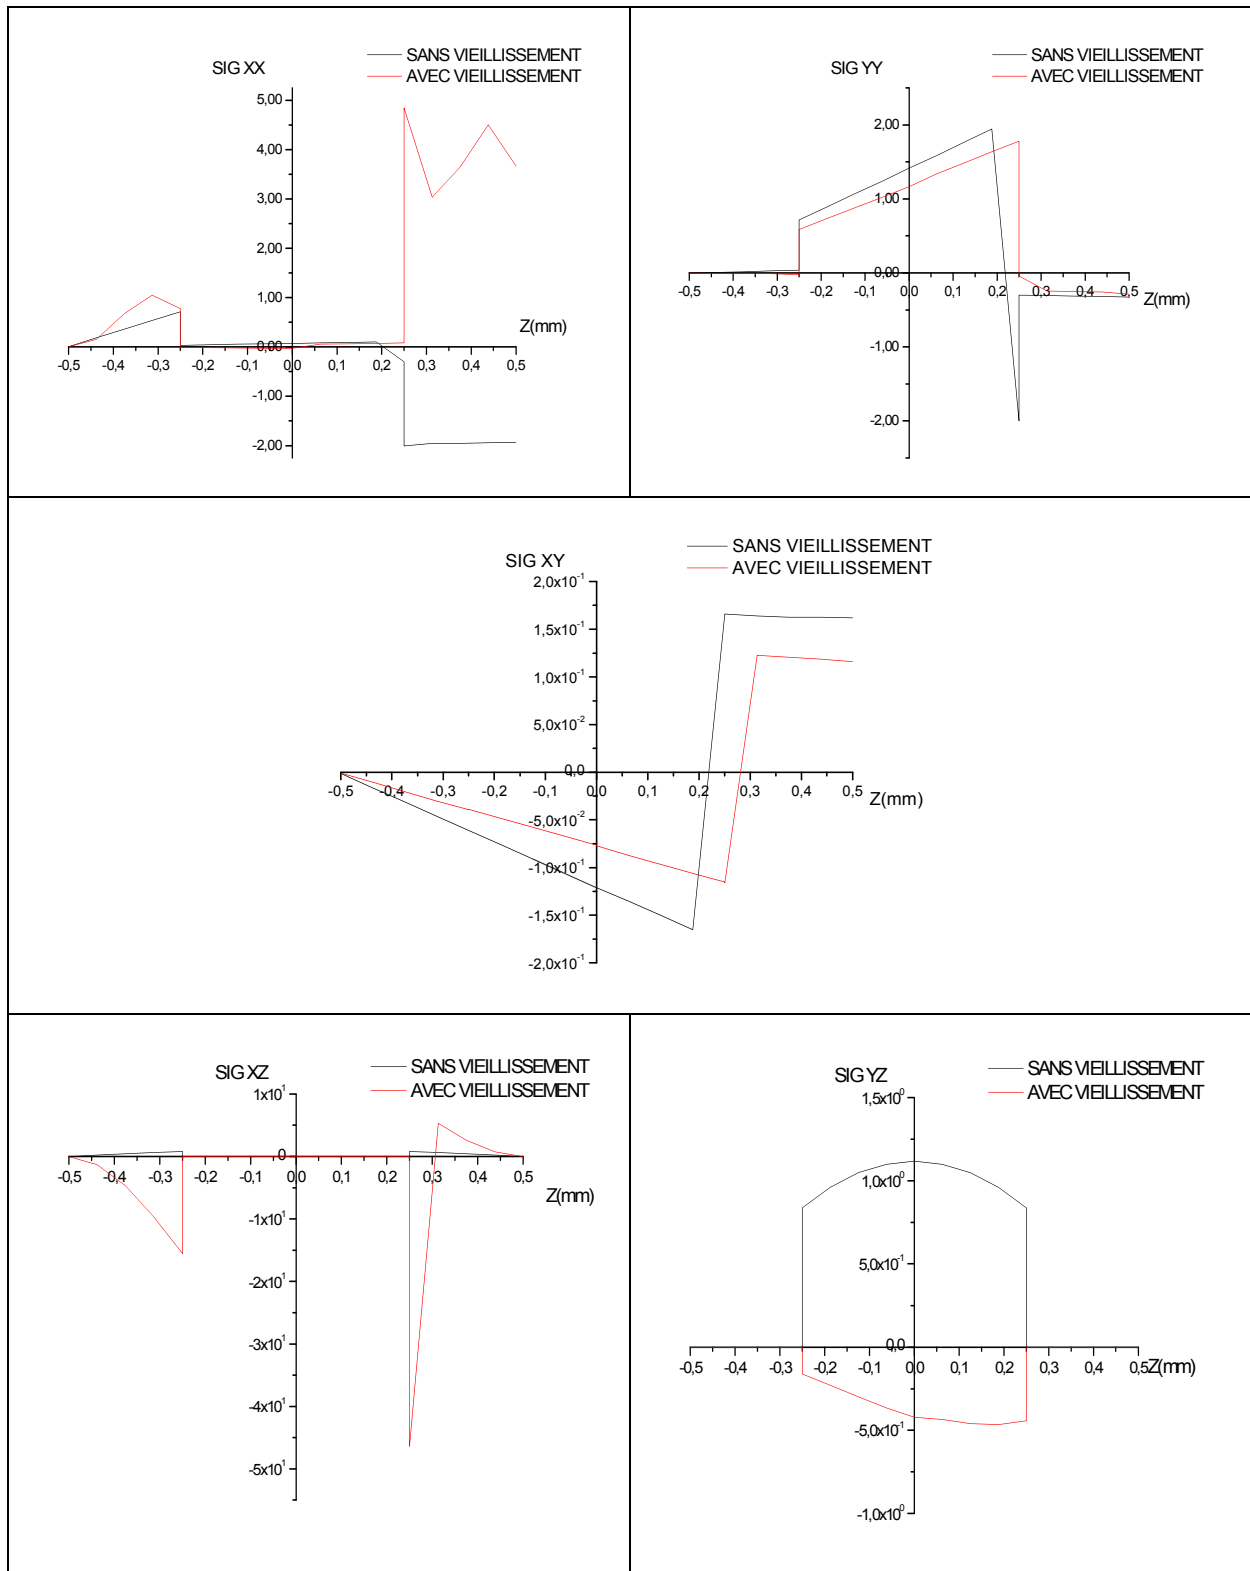 SANS VIEILLISSEMENT
AVEC VIEILLISSEMENT
SIG XX
5,00
4,00
3,00
2,00
1,00
0,00
-1,00
-2,00
-0,5 -0,4 -0,3 -0,2 -0,1 0,0 0,1 0,2 0,3 0,4 0,5
Z(mm)
SANS VIEILLISSEMENT
AVEC VIEILLISSEMENT
SIG YY
2,00
1,00
0,00
-1,00
-2,00
-0,5 -0,4 -0,3 -0,2 -0,1 0,0 0,1 0,2 0,3 0,4 0,5
Z(mm)
SANS VIEILLISSEMENT
AVEC VIEILLISSEMENT
SIG XY
2,0x10⁻¹
1,5x10⁻¹
1,0x10⁻¹
5,0x10⁻²
0,0
-5,0x10⁻²
-1,0x10⁻¹
-1,5x10⁻¹
-2,0x10⁻¹
-0,5 -0,4 -0,3 -0,2 -0,1 0,0 0,1 0,2 0,3 0,4 0,5
Z(mm)
SANS VIEILLISSEMENT
AVEC VIEILLISSEMENT
SIG XZ
1x10¹
0
-1x10¹
-2x10¹
-3x10¹
-4x10¹
-5x10¹
-0,5 -0,4 -0,3 -0,2 -0,1 0,0 0,1 0,2 0,3 0,4 0,5
Z(mm)
SANS VIEILLISSEMENT
AVEC VIEILLISSEMENT
SIG YZ
1,5x10⁰
1,0x10⁰
5,0x10⁻¹
0,0
-5,0x10⁻¹
-1,0x10⁰
-0,5 -0,4 -0,3 -0,2 -0,1 0,0 0,1 0,2 0,3 0,4 0,5
Z(mm)